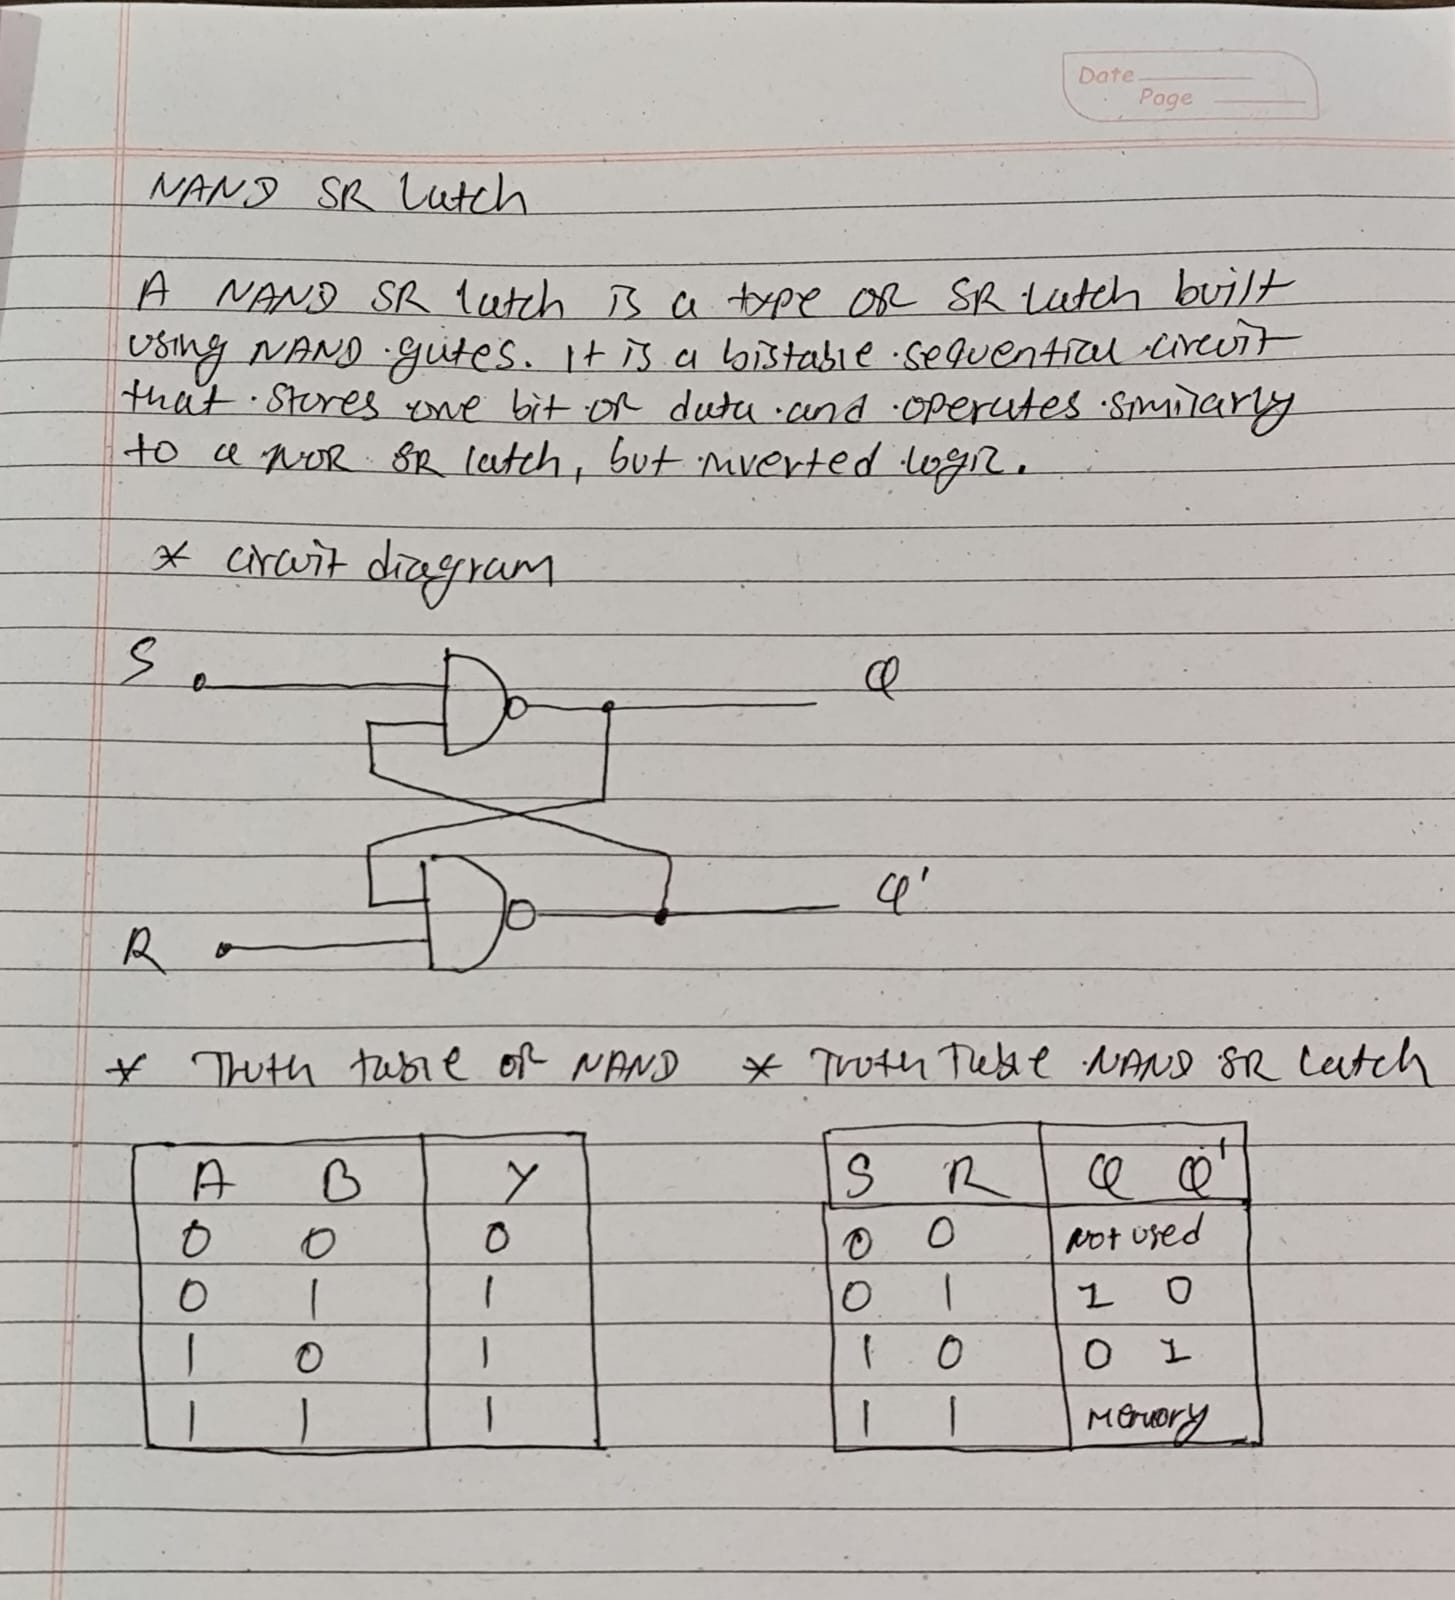 Date
Page
NAND SR Latch
A NAND SR latch is a type of SR latch built
using NAND gates. It is a bistable sequential circuit
that stores one bit of data and operates similarly
to a NOR SR latch, but inverted logic.
* circuit diagram
S Q
Q'
R
* Truth table of NAND * Truth Table NAND SR Latch
A B Y S R Q Q'
0 0 0 0 0 Not used
0 1 1 0 1 1 0
1 0 1 1 0 0 1
1 1 1 1 1 Memory